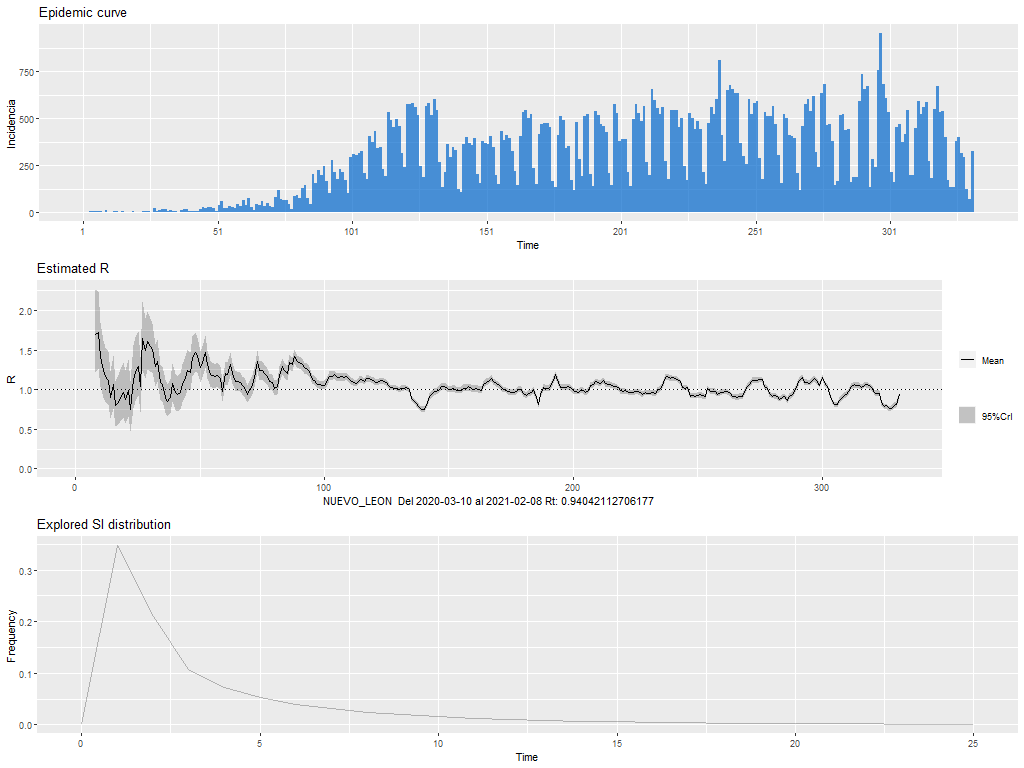 Epidemic curve
Incidencia
750
500
250
0
1 51 101 151 201 251 301
Time
Estimated R
R
2.0
1.5
1.0
0.5
0.0
Mean
95%CrI
0 100 200 300
NUEVO_LEON Del 2020-03-10 al 2021-02-08 Rt: 0.94042112706177
Explored SI distribution
Frequency
0.3
0.2
0.1
0.0
0 5 10 15 20 25
Time